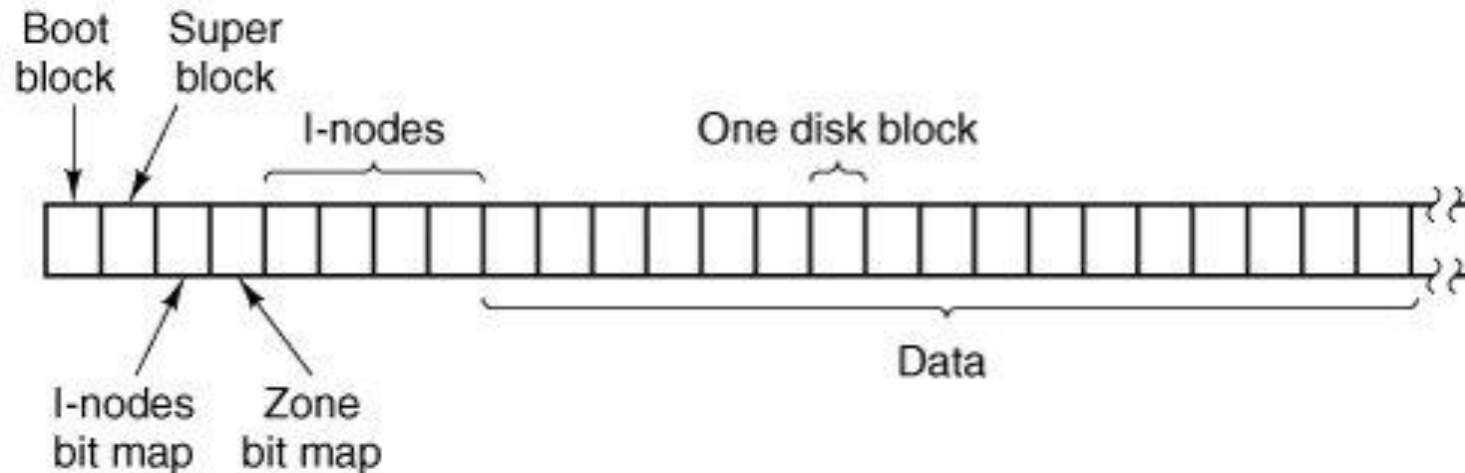 Boot
block
Super
block
I-nodes
One disk block
I-nodes
bit map
Zone
bit map
Data